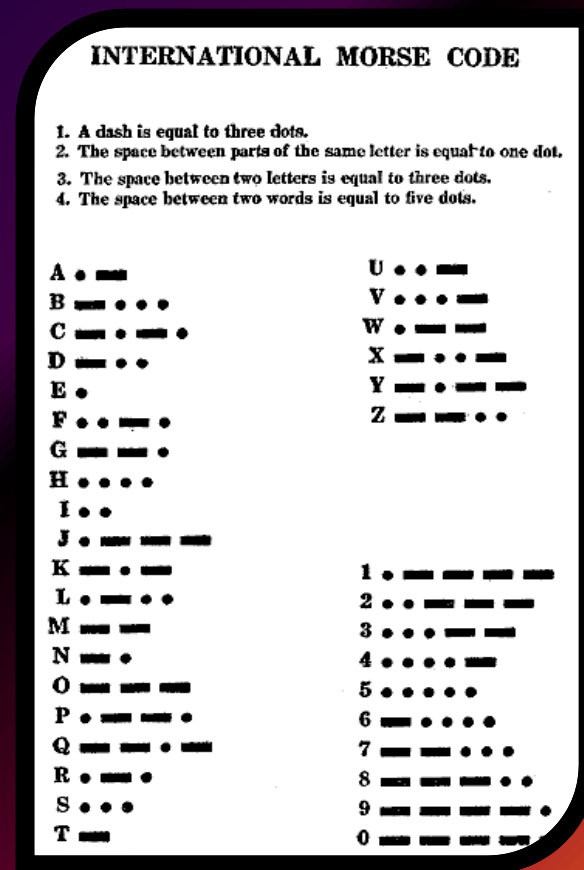 INTERNATIONAL MORSE CODE
1. A dash is equal to three dots.
2. The space between parts of the same letter is equal to one dot.
3. The space between two letters is equal to three dots.
4. The space between two words is equal to five dots.
A • —
B — • • •
C — • — •
D — • •
E •
F • • — •
G — — •
H • • • •
I • •
J • — — —
K — • —
L • — • •
M — —
N — •
O — — —
P • — — •
Q — — • —
R • — •
S • • •
T —
U • • —
V • • • —
W • — —
X — • • —
Y — • — —
Z — — • •
1 • — — — —
2 • • — — —
3 • • • — —
4 • • • • —
5 • • • • •
6 — • • • •
7 — — • • •
8 — — — • •
9 — — — — •
0 — — — — —